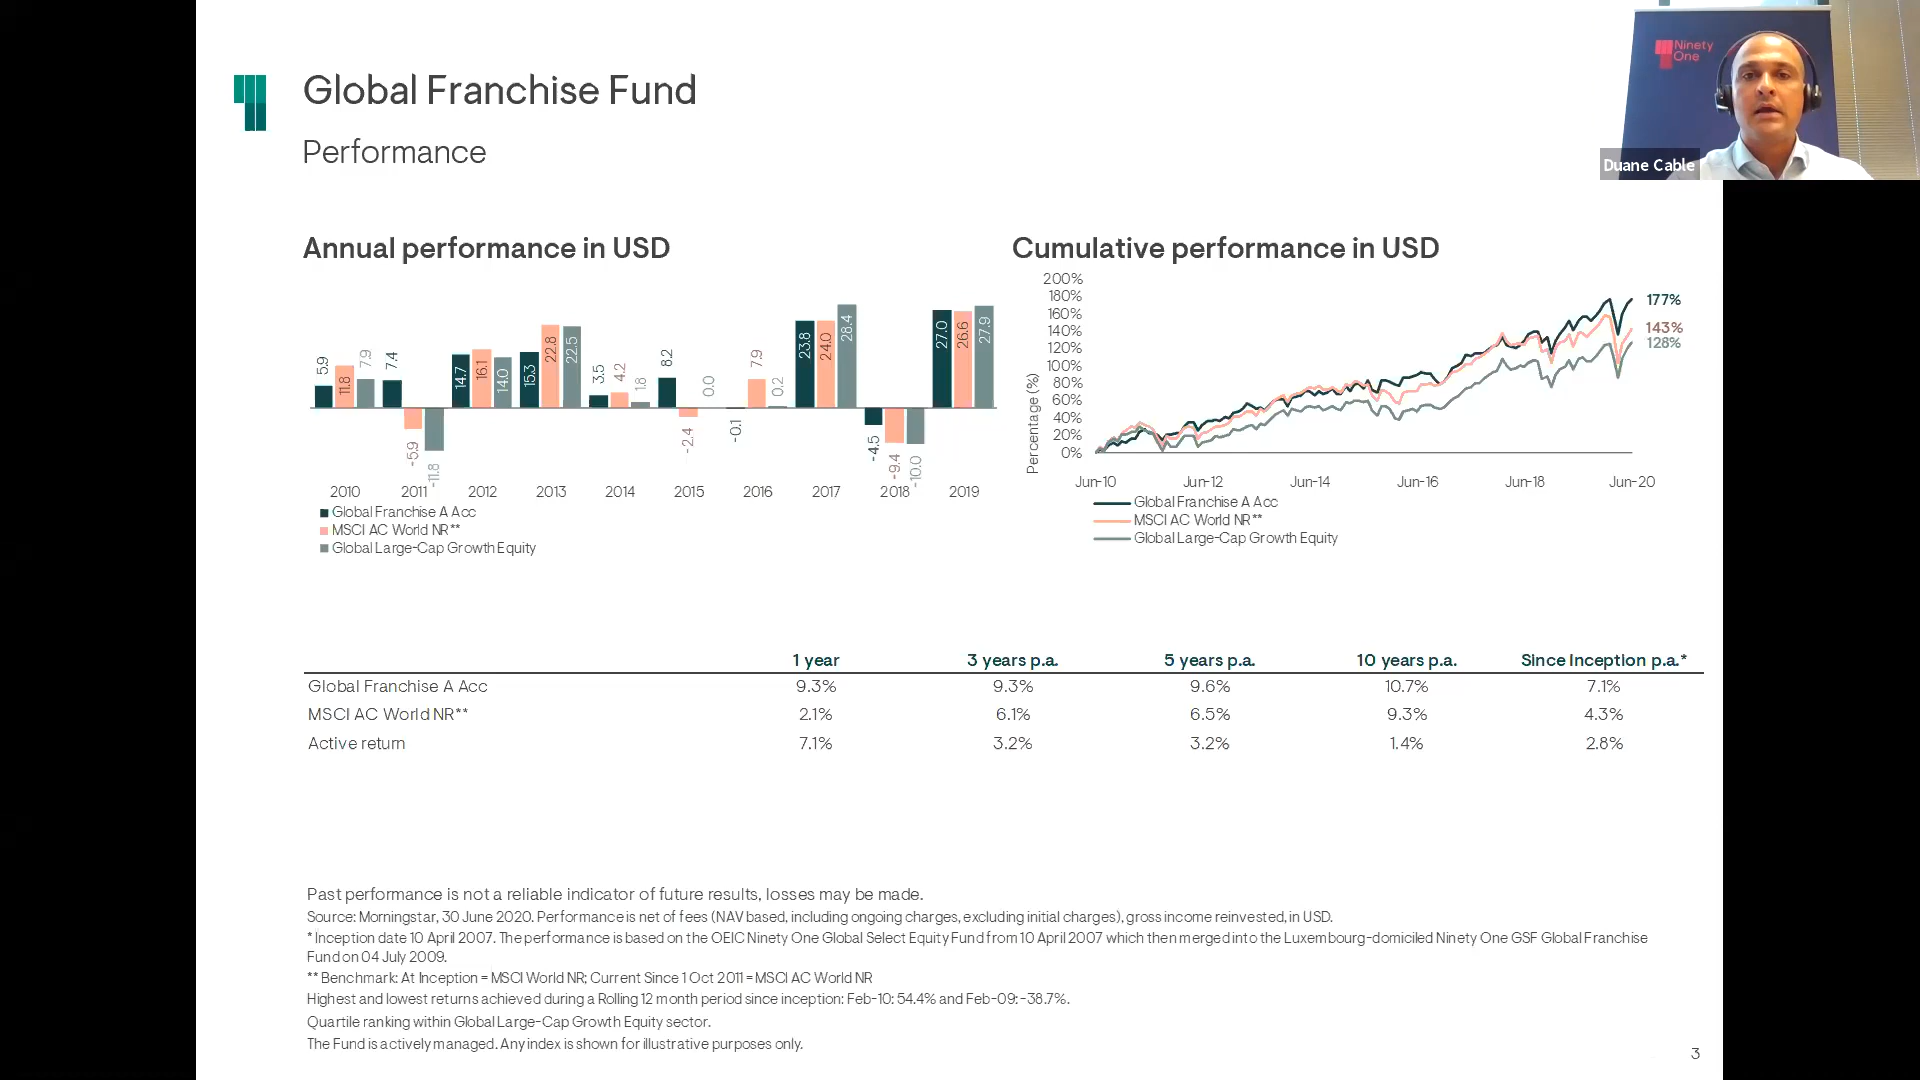 Global Franchise Fund
Performance
Ninety
One
Duane Cable
Annual performance in USD
5.9 11.8 7.9 7.4 -5.9 -11.8 14.7 16.1 14.0 15.3 22.8 22.5 3.5 4.2 1.8 8.2 -2.4 0.0 -0.1 7.9 0.2 23.8 24.0 28.4 -4.5 -9.4 -10.0 27.0 26.6 27.9
2010 2011 2012 2013 2014 2015 2016 2017 2018 2019
Global Franchise A Acc
MSCI AC World NR**
Global Large-Cap Growth Equity
Cumulative performance in USD
Percentage (%)
200%
180%
160%
140%
120%
100%
80%
60%
40%
20%
0%
177%
143%
128%
Jun-10 Jun-12 Jun-14 Jun-16 Jun-18 Jun-20
Global Franchise A Acc
MSCI AC World NR**
Global Large-Cap Growth Equity
1 year 3 years p.a. 5 years p.a. 10 years p.a. Since Inception p.a.*
Global Franchise A Acc 9.3% 9.3% 9.6% 10.7% 7.1%
MSCI AC World NR** 2.1% 6.1% 6.5% 9.3% 4.3%
Active return 7.1% 3.2% 3.2% 1.4% 2.8%
Past performance is not a reliable indicator of future results, losses may be made.
Source: Morningstar, 30 June 2020. Performance is net of fees (NAV based, including ongoing charges, excluding initial charges), gross income reinvested, in USD.
* Inception date 10 April 2007. The performance is based on the OEIC Ninety One Global Select Equity Fund from 10 April 2007 which then merged into the Luxembourg-domiciled Ninety One GSF Global Franchise
Fund on 04 July 2009.
** Benchmark: At Inception = MSCI World NR; Current Since 1 Oct 2011 = MSCI AC World NR
Highest and lowest returns achieved during a Rolling 12 month period since inception: Feb-10: 54.4% and Feb-09: -38.7%.
Quartile ranking within Global Large-Cap Growth Equity sector.
The Fund is actively managed. Any index is shown for illustrative purposes only.
3